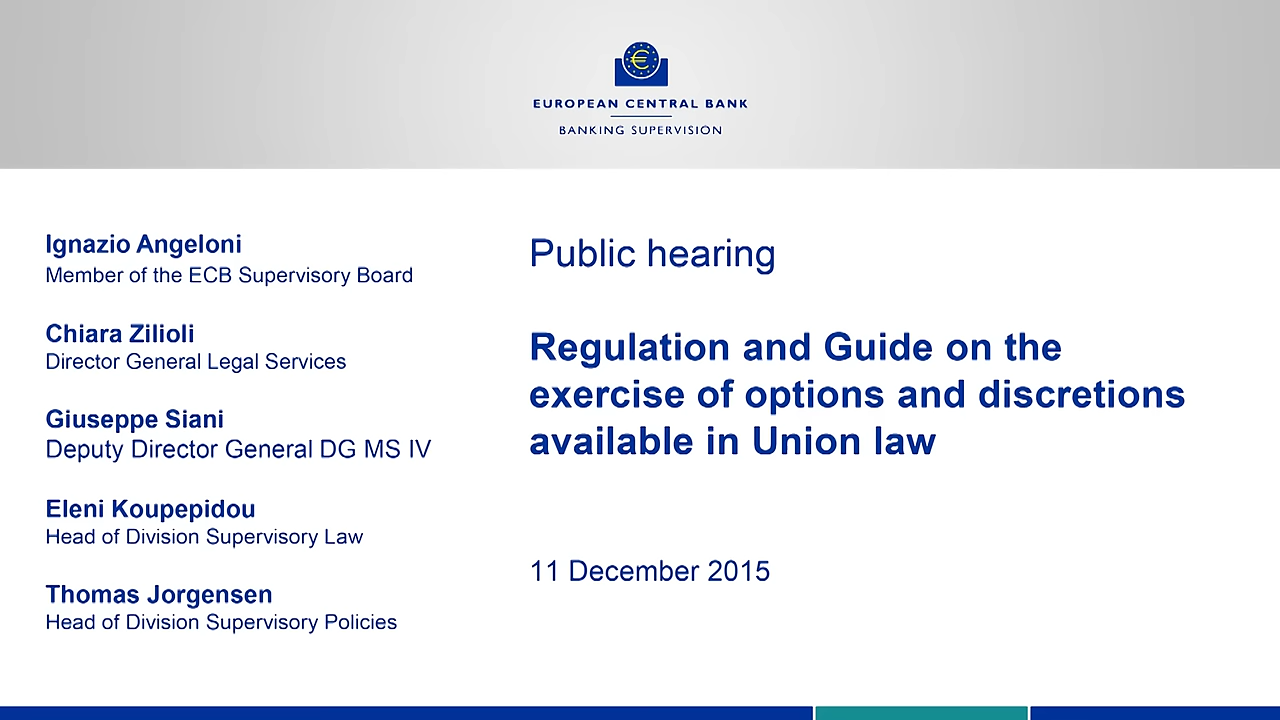 €
EUROPEAN CENTRAL BANK
BANKING SUPERVISION
Ignazio Angeloni
Member of the ECB Supervisory Board
Chiara Zilioli
Director General Legal Services
Giuseppe Siani
Deputy Director General DG MS IV
Eleni Koupepidou
Head of Division Supervisory Law
Thomas Jorgensen
Head of Division Supervisory Policies
Public hearing
Regulation and Guide on the
exercise of options and discretions
available in Union law
11 December 2015